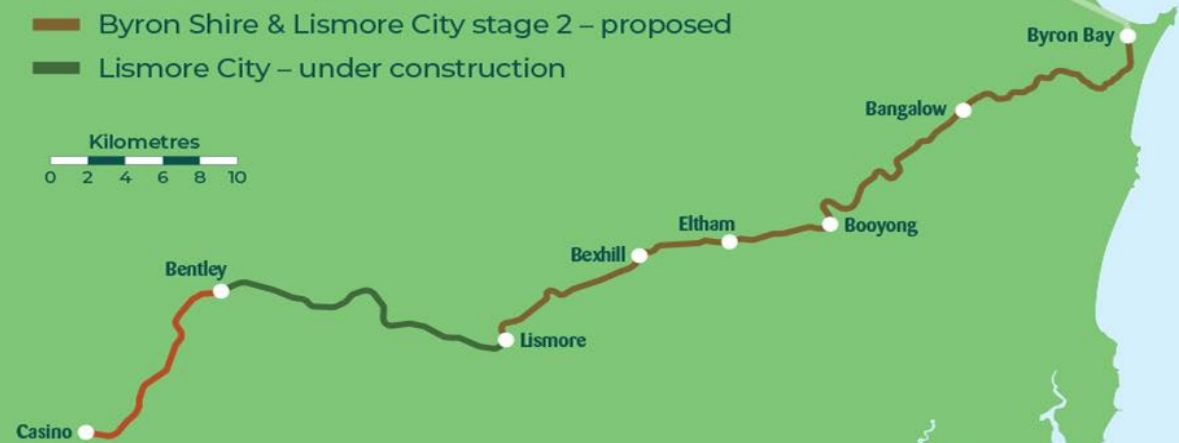 Byron Shire & Lismore City stage 2 – proposed
Lismore City – under construction
Kilometres
0 2 4 6 8 10
Byron Bay
Bangalow
Booyong
Eltham
Bexhill
Bentley
Lismore
Casino